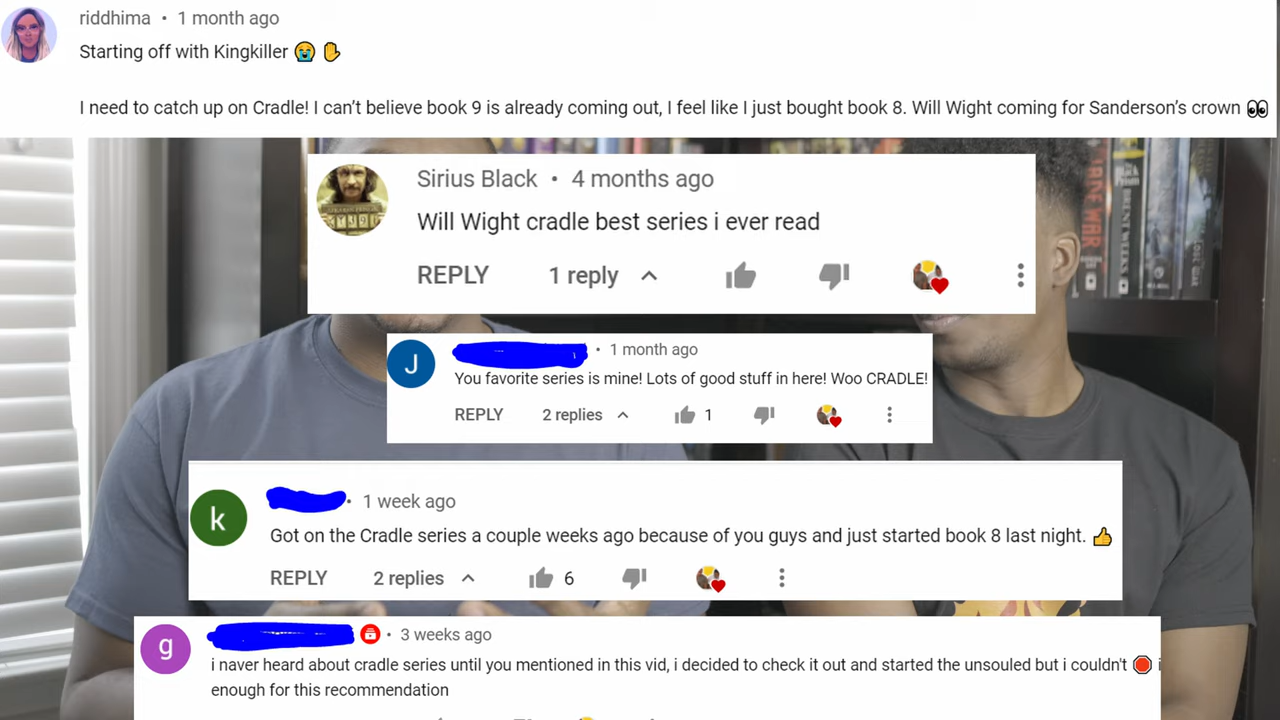 riddhima • 1 month ago
Starting off with Kingkiller 😭 ✋
I need to catch up on Cradle! I can't believe book 9 is already coming out, I feel like I just bought book 8. Will Wight coming for Sanderson's crown 👀
Sirius Black • 4 months ago
Will Wight cradle best series i ever read
REPLY 1 reply
J • 1 month ago
You favorite series is mine! Lots of good stuff in here! Woo CRADLE!
REPLY 2 replies 1
k • 1 week ago
Got on the Cradle series a couple weeks ago because of you guys and just started book 8 last night. 👍
REPLY 2 replies 6
g • 3 weeks ago
i naver heard about cradle series until you mentioned in this vid, i decided to check it out and started the unsouled but i couldn't 🛑 i
enough for this recommendation
JADE WAR
Black Prism
BRENT WEEKS